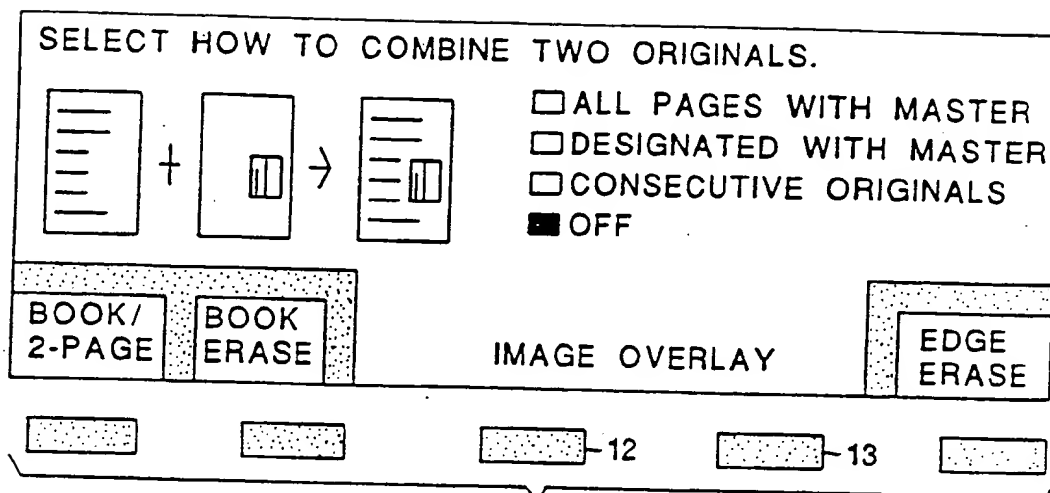 SELECT HOW TO COMBINE TWO ORIGINALS.
ALL PAGES WITH MASTER
DESIGNATED WITH MASTER
CONSECUTIVE ORIGINALS
OFF
BOOK/
2-PAGE
BOOK
ERASE
IMAGE OVERLAY
EDGE
ERASE
12
13